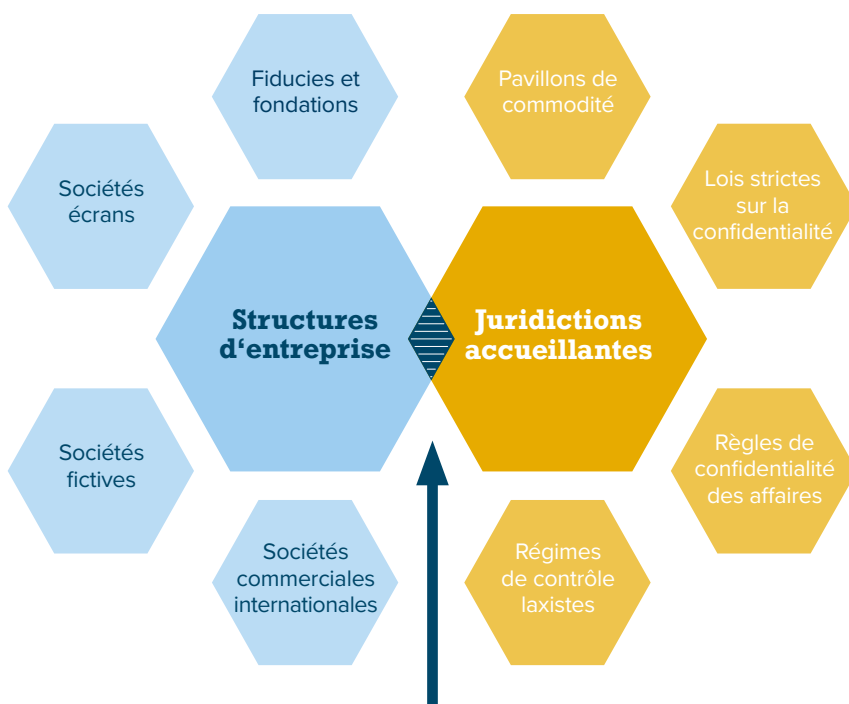 Fiducies et
fondations
Pavillons de
commodité
Sociétés
écrans
Lois strictes
sur la
confidentialité
Structures
d‘entreprise
Juridictions
accueillantes
Sociétés
fictives
Règles de
confidentialité
des affaires
Sociétés
commerciales
internationales
Régimes
de contrôle
laxistes